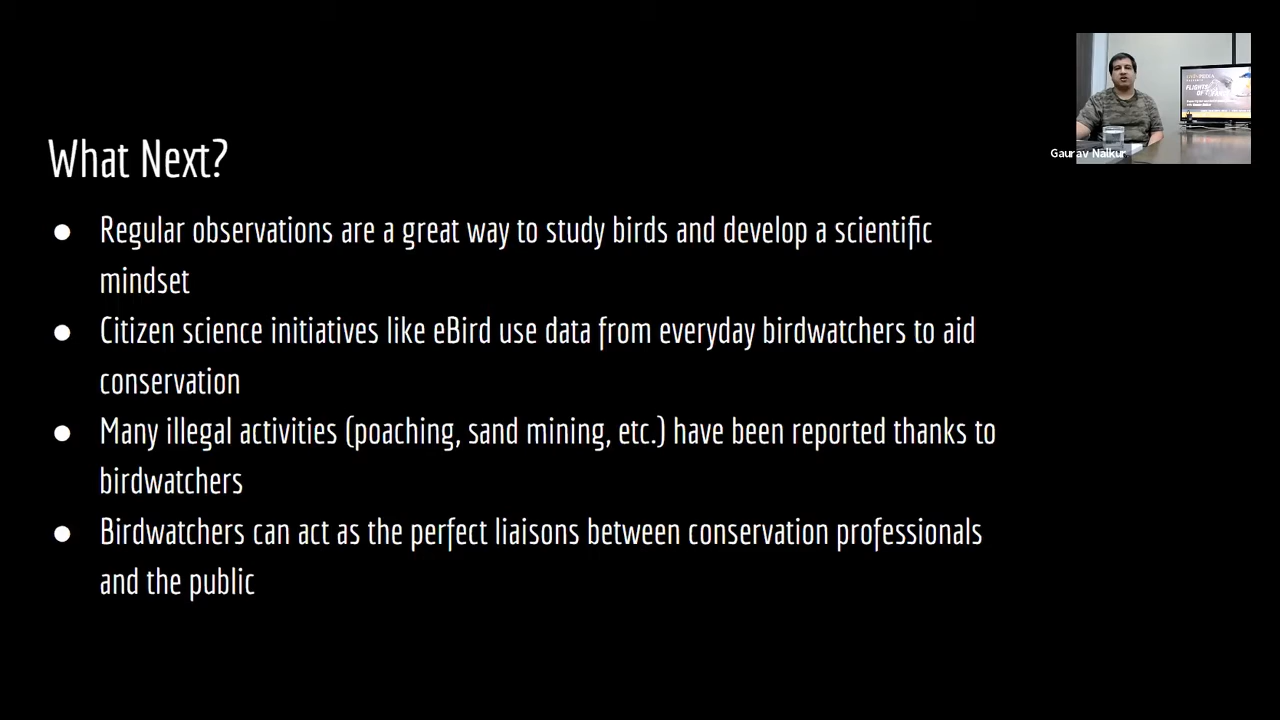 What Next?
● Regular observations are a great way to study birds and develop a scientific
mindset
● Citizen science initiatives like eBird use data from everyday birdwatchers to aid
conservation
● Many illegal activities (poaching, sand mining, etc.) have been reported thanks to
birdwatchers
● Birdwatchers can act as the perfect liaisons between conservation professionals
and the public
Gaurav Nalkur
FLIGHTS